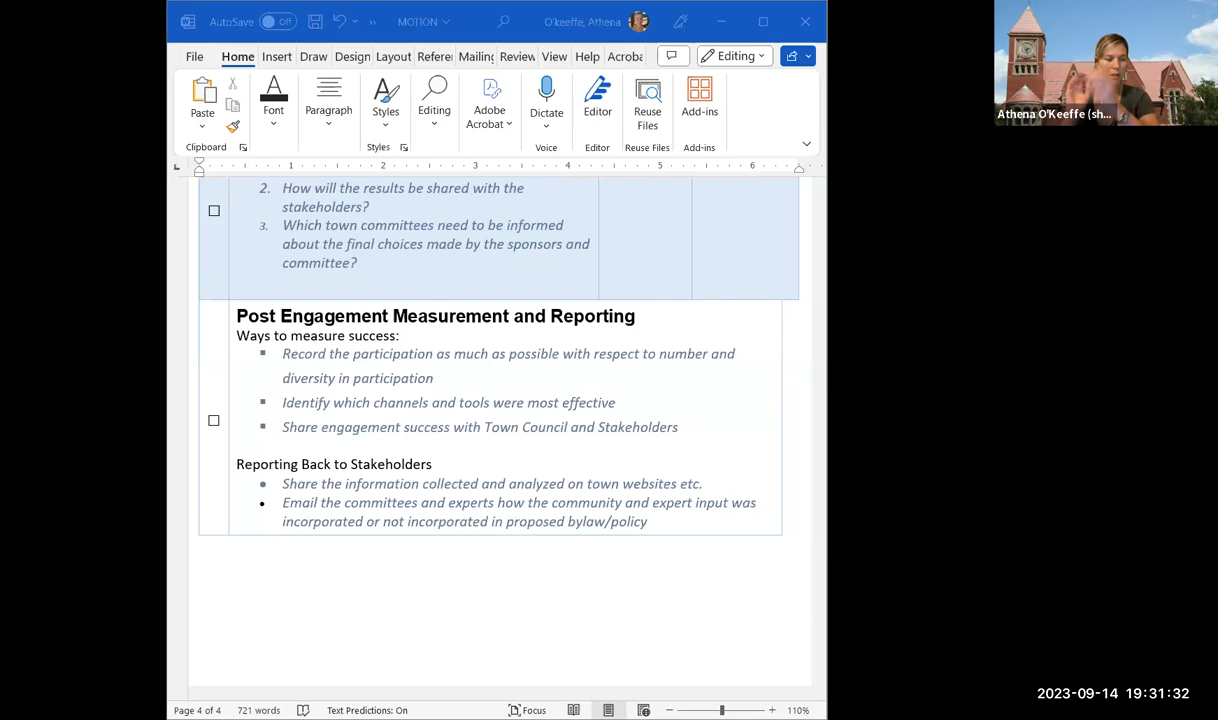 AutoSave Off MOTION O'keeffe, Athena
File Home Insert Draw Design Layout Referen Mailing Review View Help Acroba Editing
Paste Font Paragraph Styles Editing Adobe Acrobat Dictate Editor Reuse Files Add-ins
Clipboard Styles Voice Editor Reuse Files Add-ins
1 2 3 4 5 6
2. How will the results be shared with the
stakeholders?
3. Which town committees need to be informed
about the final choices made by the sponsors and
committee?
Post Engagement Measurement and Reporting
Ways to measure success:
Record the participation as much as possible with respect to number and
diversity in participation
Identify which channels and tools were most effective
Share engagement success with Town Council and Stakeholders
Reporting Back to Stakeholders
Share the information collected and analyzed on town websites etc.
Email the committees and experts how the community and expert input was
incorporated or not incorporated in proposed bylaw/policy
Page 4 of 4 721 words Text Predictions: On Focus 110%
Athena O'Keeffe (sh...
2023-09-14 19:31:32